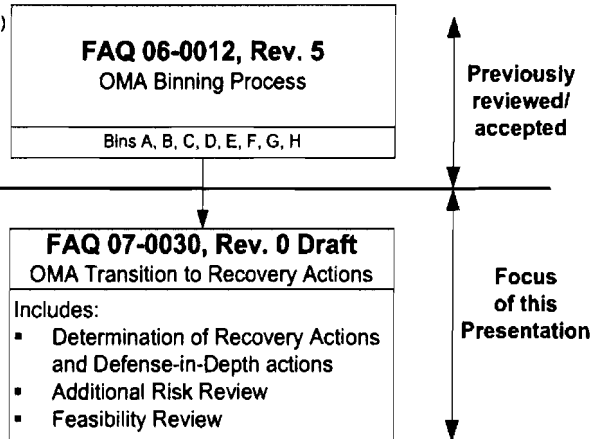 )
FAQ 06-0012, Rev. 5
OMA Binning Process
Bins A, B, C, D, E, F, G, H
Previously
reviewed/
accepted
FAQ 07-0030, Rev. 0 Draft
OMA Transition to Recovery Actions
Includes:
▪ Determination of Recovery Actions
and Defense-in-Depth actions
▪ Additional Risk Review
▪ Feasibility Review
Focus
of this
Presentation